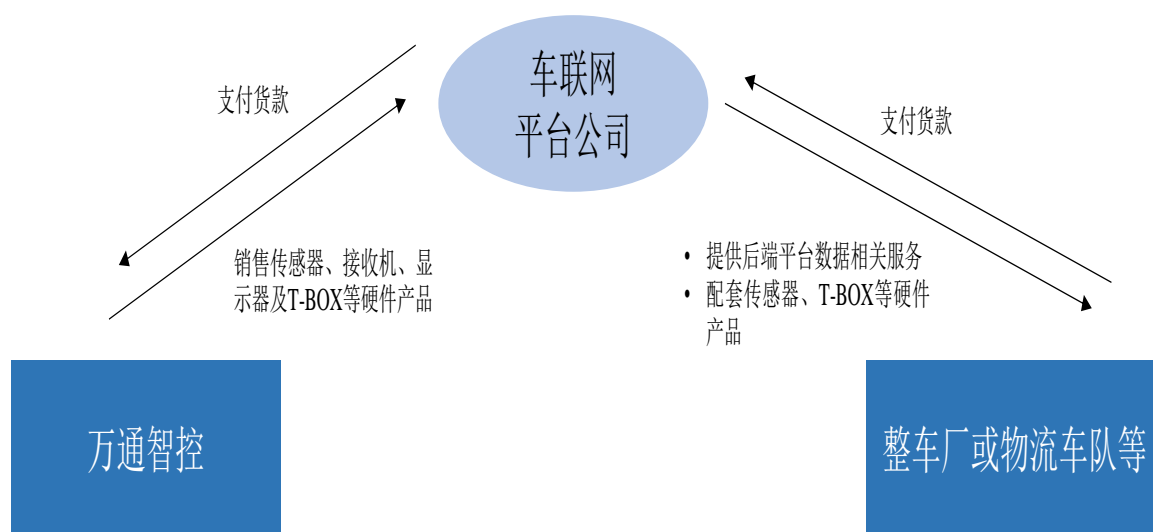 车联网
平台公司
支付货款
支付货款
销售传感器、接收机、显
示器及T-BOX等硬件产品
• 提供后端平台数据相关服务
• 配套传感器、T-BOX等硬件
产品
万通智控
整车厂或物流车队等